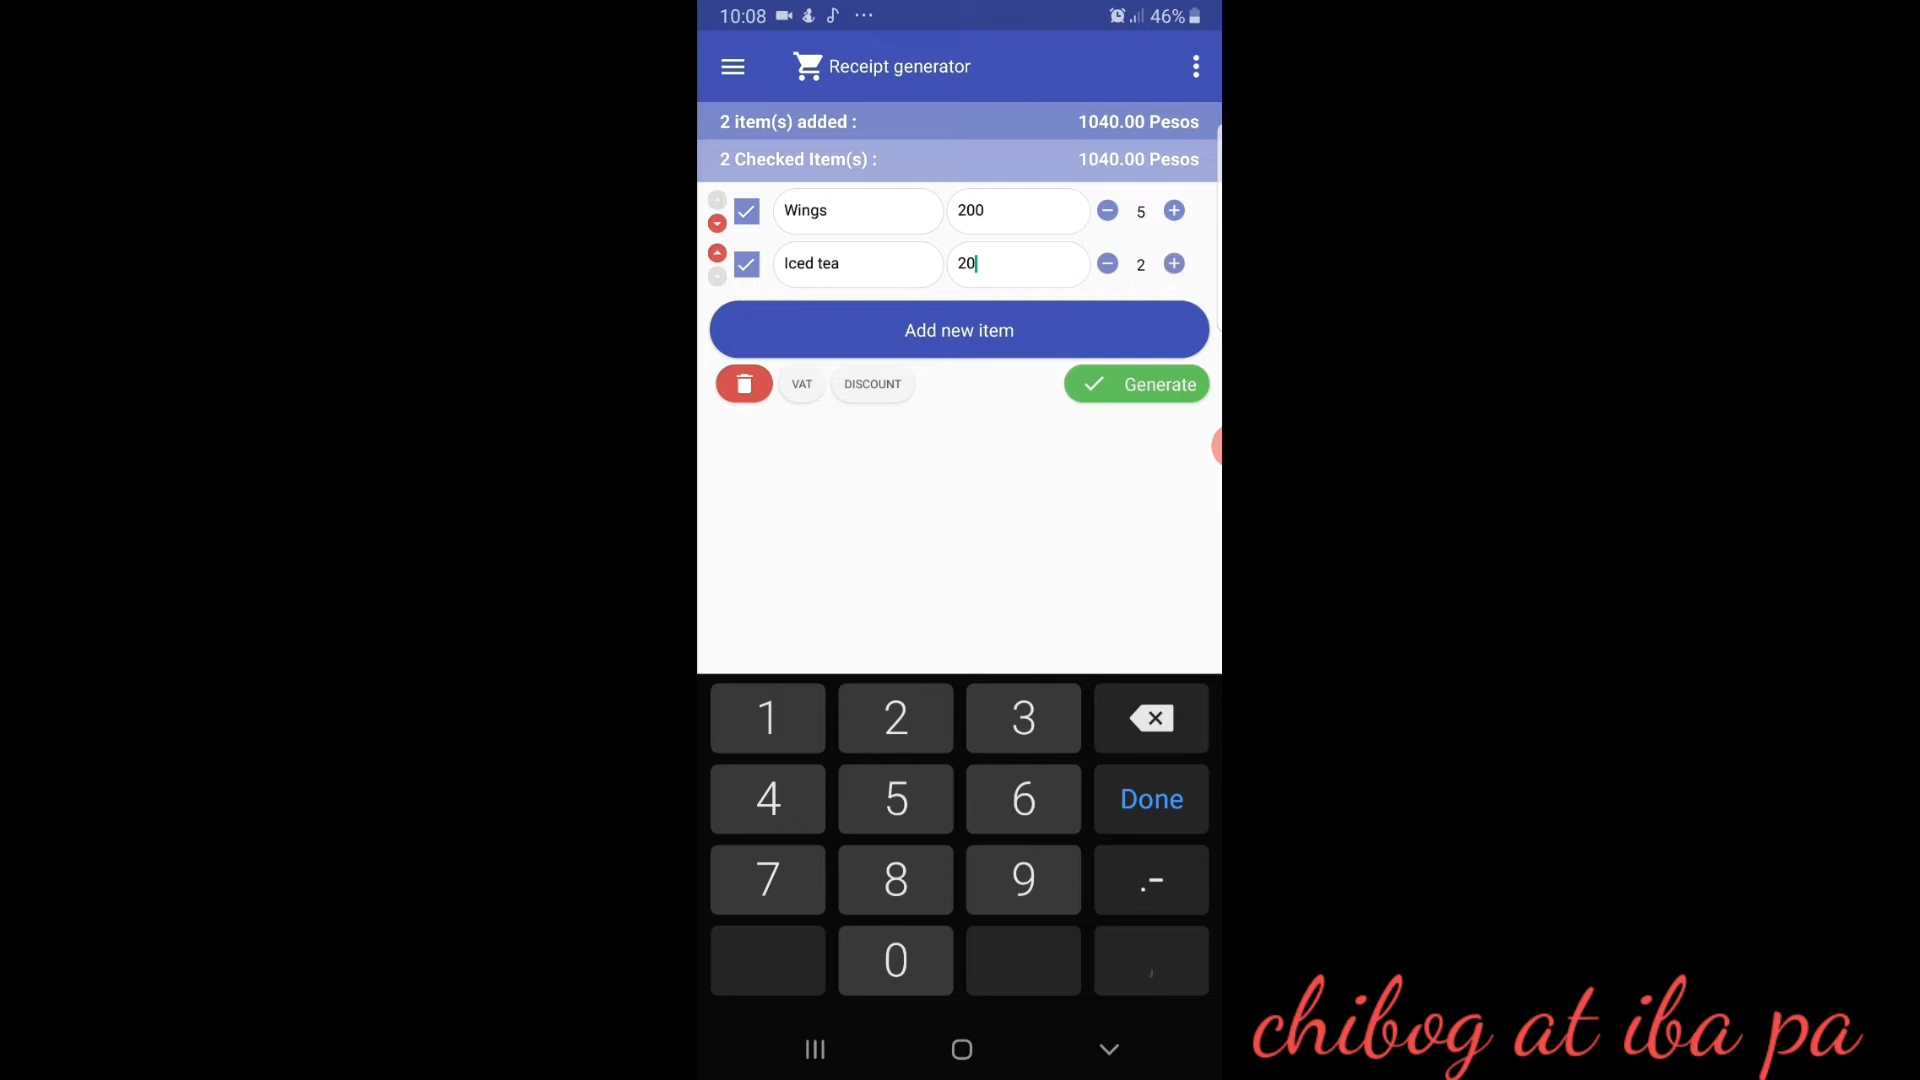 10:08 46%
Receipt generator
2 item(s) added : 1040.00 Pesos
2 Checked Item(s) : 1040.00 Pesos
Wings 200 5
Iced tea 20 2
Add new item
VAT DISCOUNT Generate
1 2 3
4 5 6 Done
7 8 9 .-
0 ,
chibog at iba pa